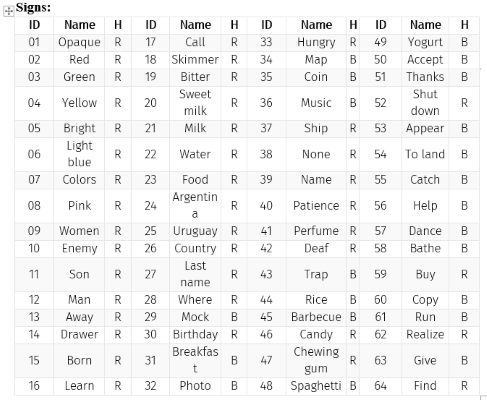 Signs:
ID Name H ID Name H ID Name H ID Name H
01 Opaque R 17 Call R 33 Hungry R 49 Yogurt B
02 Red R 18 Skimmer R 34 Map B 50 Accept B
03 Green R 19 Bitter R 35 Coin B 51 Thanks B
04 Yellow R 20 Sweet milk R 36 Music B 52 Shut down R
05 Bright R 21 Milk R 37 Ship R 53 Appear B
06 Light blue R 22 Water R 38 None R 54 To land B
07 Colors R 23 Food R 39 Name R 55 Catch B
08 Pink R 24 Argentina R 40 Patience R 56 Help B
09 Women R 25 Uruguay R 41 Perfume R 57 Dance B
10 Enemy R 26 Country R 42 Deaf R 58 Bathe B
11 Son R 27 Last name R 43 Trap B 59 Buy R
12 Man R 28 Where R 44 Rice B 60 Copy B
13 Away R 29 Mock B 45 Barbecue B 61 Run B
14 Drawer R 30 Birthday R 46 Candy R 62 Realize R
15 Born R 31 Breakfast B 47 Chewing gum R 63 Give B
16 Learn R 32 Photo B 48 Spaghetti B 64 Find R